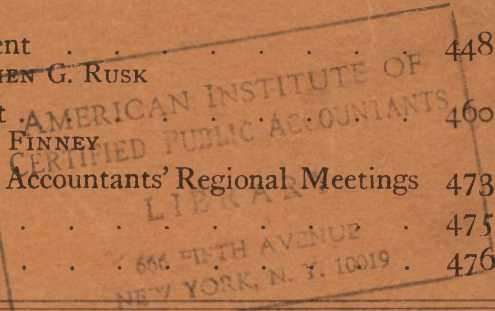 ent . . . . . . . . . . 448
HEN G. RUSK
t . . . . . . . . . . 460
FINNEY
Accountants' Regional Meetings 473
. . . . . . . . . . 475
. . . . . . . . . . 476
AMERICAN INSTITUTE OF
CERTIFIED PUBLIC ACCOUNTANTS
LIBRARY
666 FIFTH AVENUE
NEW YORK, N. Y. 10019